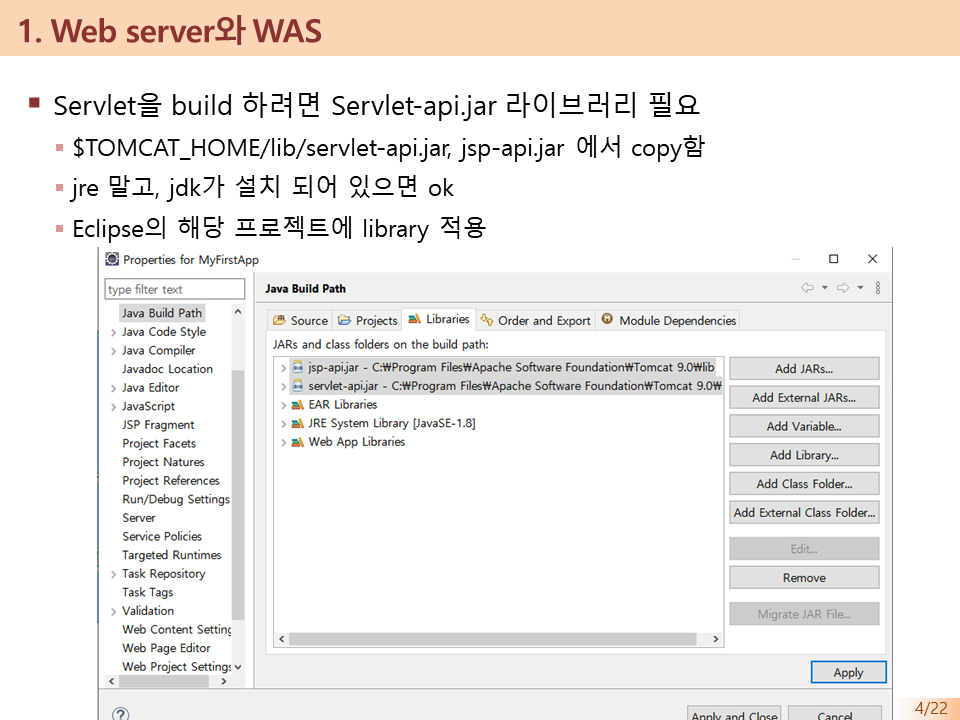 1. Web server와 WAS
Servlet을 build 하려면 Servlet-api.jar 라이브러리 필요
$TOMCAT_HOME/lib/servlet-api.jar, jsp-api.jar 에서 copy함
jre 말고, jdk가 설치 되어 있으면 ok
Eclipse의 해당 프로젝트에 library 적용
Properties for MyFirstApp
type filter text
Java Build Path
Java Code Style
Java Compiler
Javadoc Location
Java Editor
JavaScript
JSP Fragment
Project Facets
Project Natures
Project References
Run/Debug Settings
Server
Service Policies
Targeted Runtimes
Task Repository
Task Tags
Validation
Web Content Setting
Web Page Editor
Web Project Settings
Java Build Path
Source Projects Libraries Order and Export Module Dependencies
JARs and class folders on the build path:
jsp-api.jar - C:₩Program Files₩Apache Software Foundation₩Tomcat 9.0₩lib
servlet-api.jar - C:₩Program Files₩Apache Software Foundation₩Tomcat 9.0₩
EAR Libraries
JRE System Library [JavaSE-1.8]
Web App Libraries
Add JARs...
Add External JARs...
Add Variable...
Add Library...
Add Class Folder...
Add External Class Folder...
Edit...
Remove
Migrate JAR File...
Apply
Apply and Close Cancel
4/22